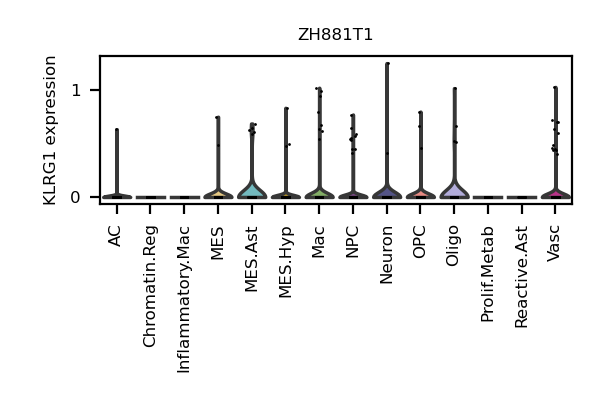 ZH881T1
KLRG1 expression
1
0
AC
Chromatin.Reg
Inflammatory.Mac
MES
MES.Ast
MES.Hyp
Mac
NPC
Neuron
OPC
Oligo
Prolif.Metab
Reactive.Ast
Vasc